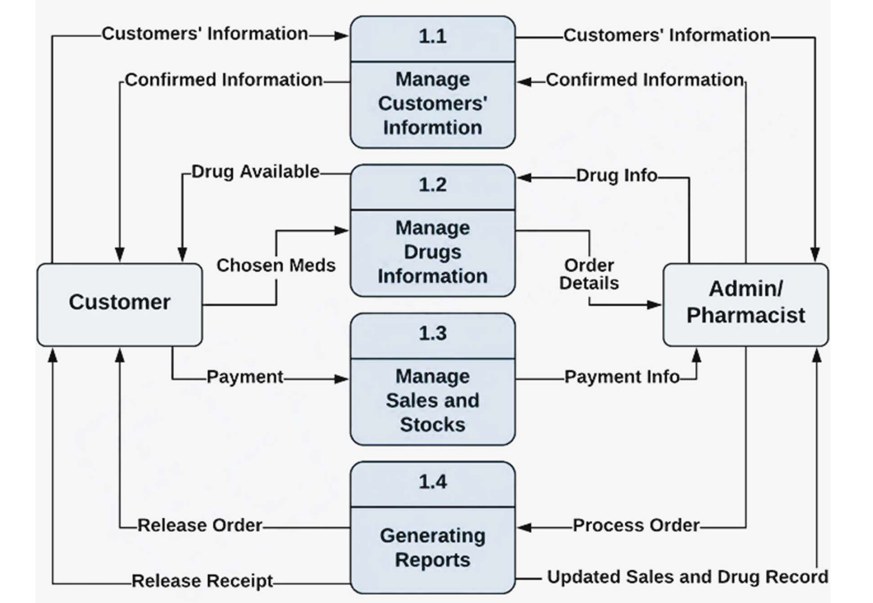 Customers' Information
1.1
Customers' Information
Confirmed Information
Manage
Customers'
Informtion
Confirmed Information
Drug Available
1.2
Drug Info
Manage
Drugs
Information
Chosen Meds
Order
Details
Customer
Admin/
Pharmacist
1.3
Payment
Manage
Sales and
Stocks
Payment Info
1.4
Release Order
Generating
Reports
Process Order
Release Receipt
Updated Sales and Drug Record